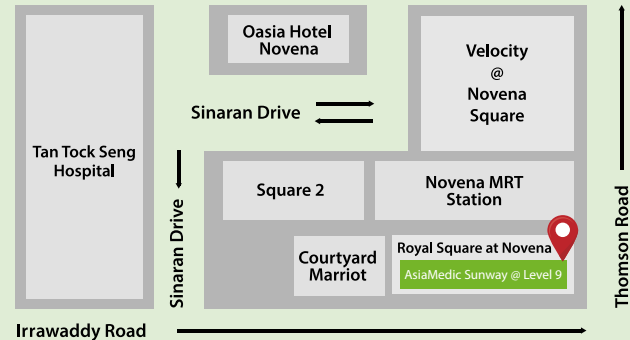 Oasia Hotel
Novena
Velocity
@
Novena
Square
Sinaran Drive
Tan Tock Seng
Hospital
Square 2
Novena MRT
Station
Sinaran Drive
Thomson Road
Courtyard
Marriot
Royal Square at Novena
AsiaMedic Sunway @ Level 9
Irrawaddy Road